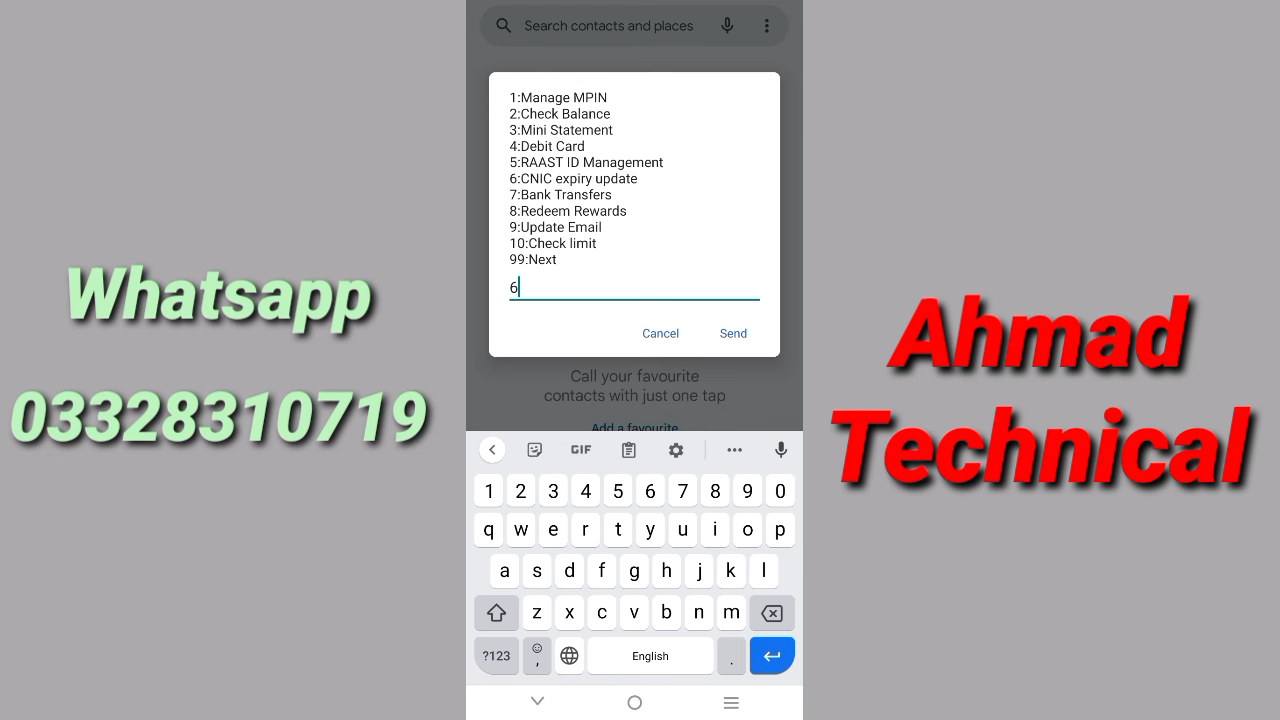 Whatsapp
03328310719
Search contacts and places
1:Manage MPIN
2:Check Balance
3:Mini Statement
4:Debit Card
5:RAAST ID Management
6:CNIC expiry update
7:Bank Transfers
8:Redeem Rewards
9:Update Email
10:Check limit
99:Next
6
Cancel Send
Call your favourite
contacts with just one tap
Add a favourite
GIF
1 2 3 4 5 6 7 8 9 0
q w e r t y u i o p
a s d f g h j k l
z x c v b n m
?123 , English .
Ahmad
Technical